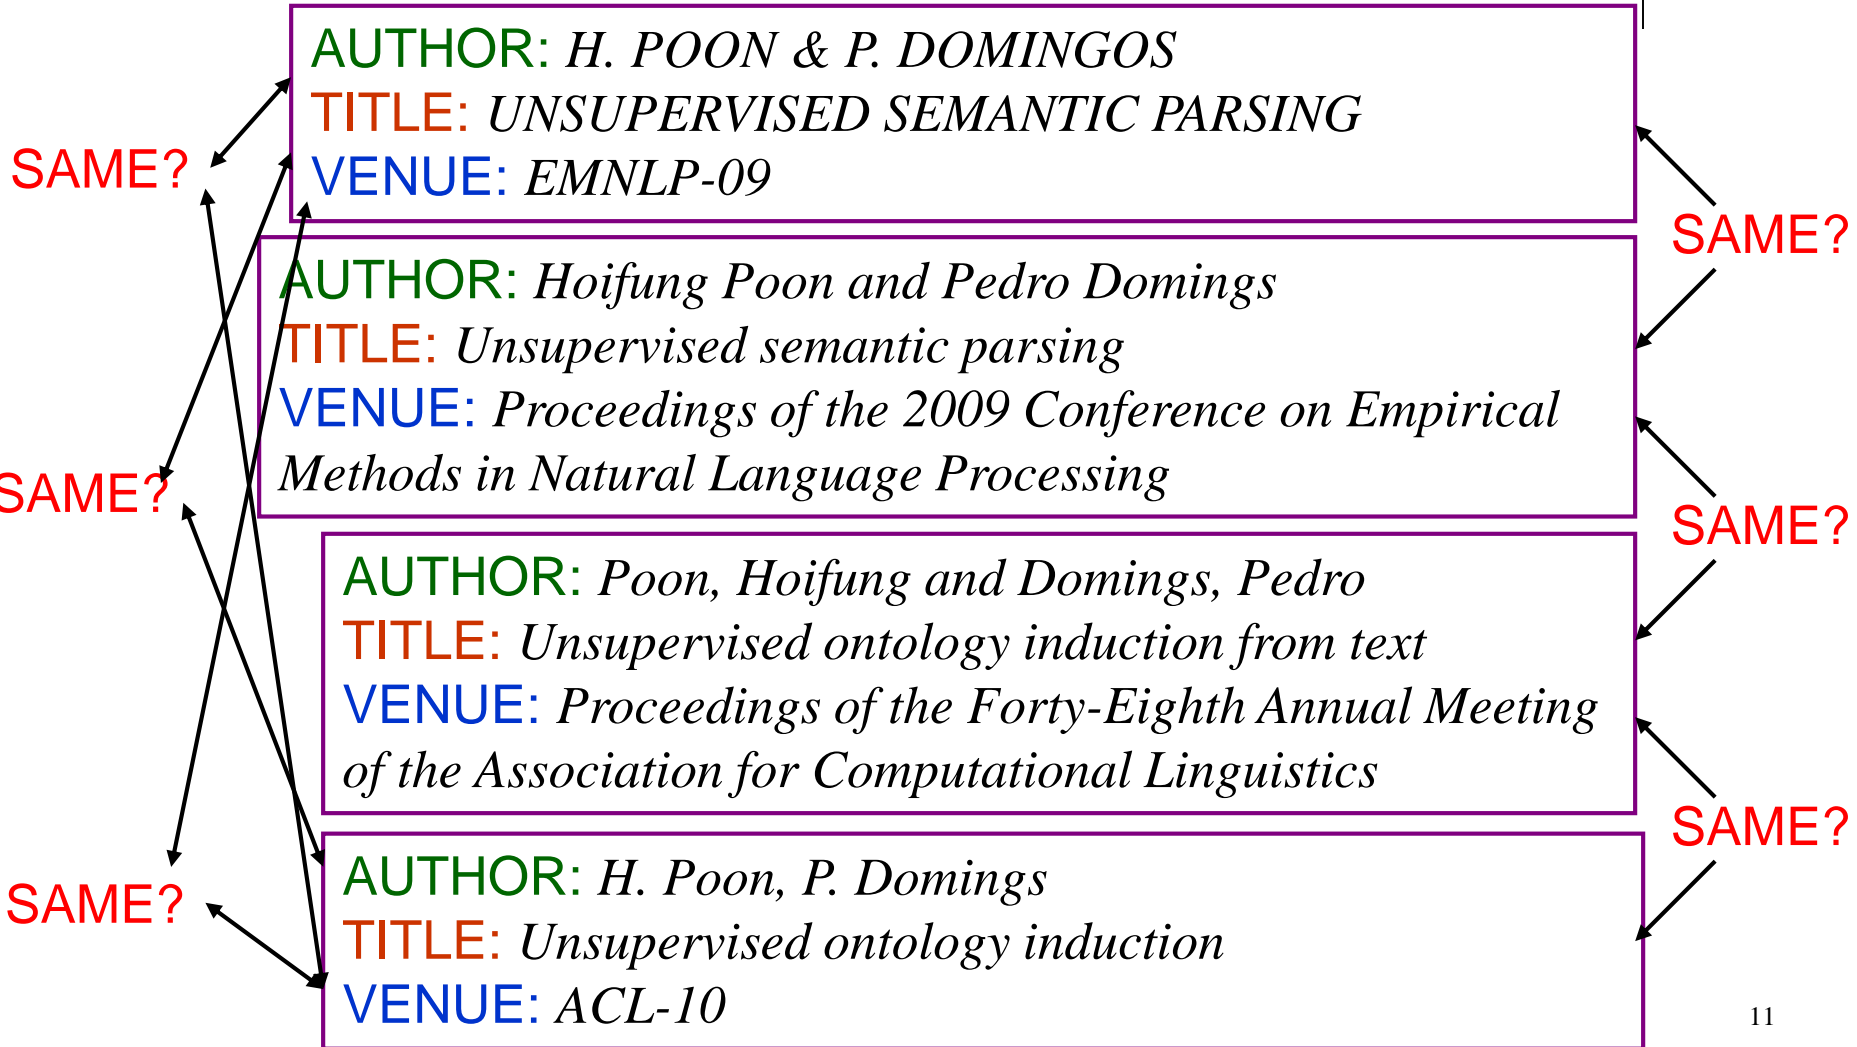 AUTHOR: H. POON & P. DOMINGOS
TITLE: UNSUPERVISED SEMANTIC PARSING
VENUE: EMNLP-09
SAME?
SAME?
AUTHOR: Hoifung Poon and Pedro Domings
TITLE: Unsupervised semantic parsing
VENUE: Proceedings of the 2009 Conference on Empirical
Methods in Natural Language Processing
SAME?
SAME?
AUTHOR: Poon, Hoifung and Domings, Pedro
TITLE: Unsupervised ontology induction from text
VENUE: Proceedings of the Forty-Eighth Annual Meeting
of the Association for Computational Linguistics
SAME?
SAME?
AUTHOR: H. Poon, P. Domings
TITLE: Unsupervised ontology induction
VENUE: ACL-10
11